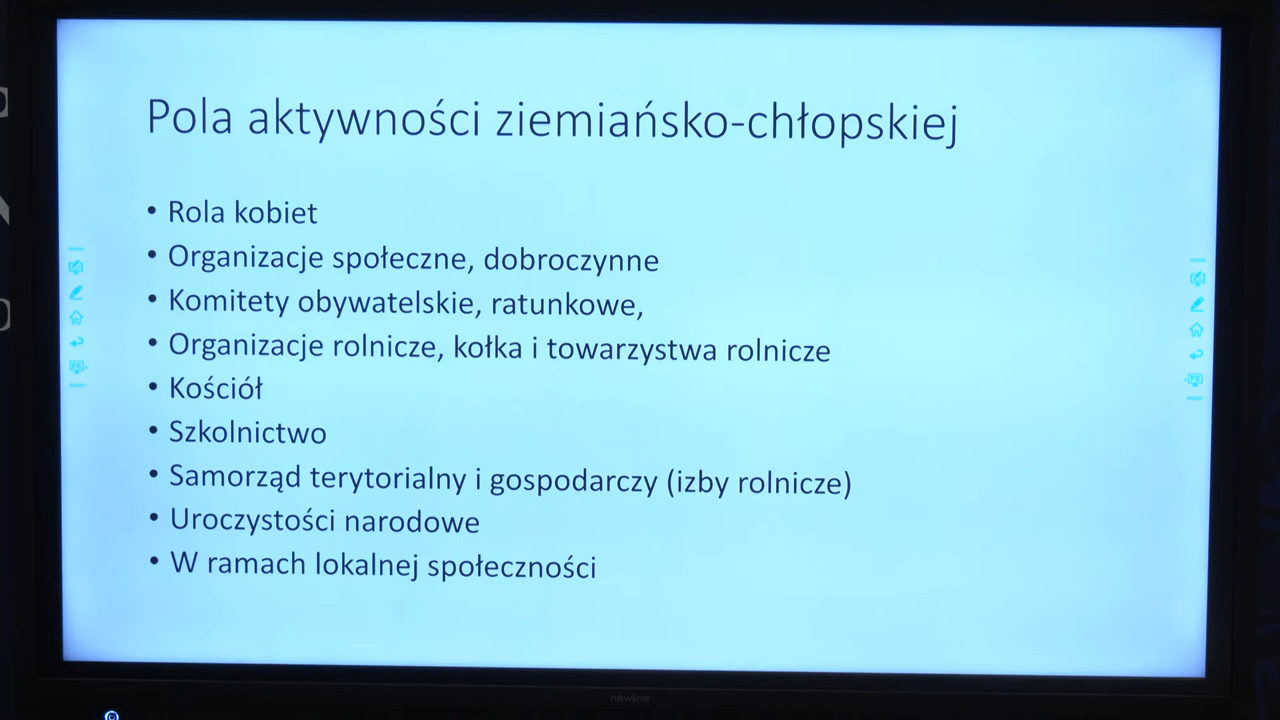 Pola aktywności ziemiańsko-chłopskiej
• Rola kobiet
• Organizacje społeczne, dobroczynne
• Komitety obywatelskie, ratunkowe,
• Organizacje rolnicze, kołka i towarzystwa rolnicze
• Kościół
• Szkolnictwo
• Samorząd terytorialny i gospodarczy (izby rolnicze)
• Uroczystości narodowe
• W ramach lokalnej społeczności
newline